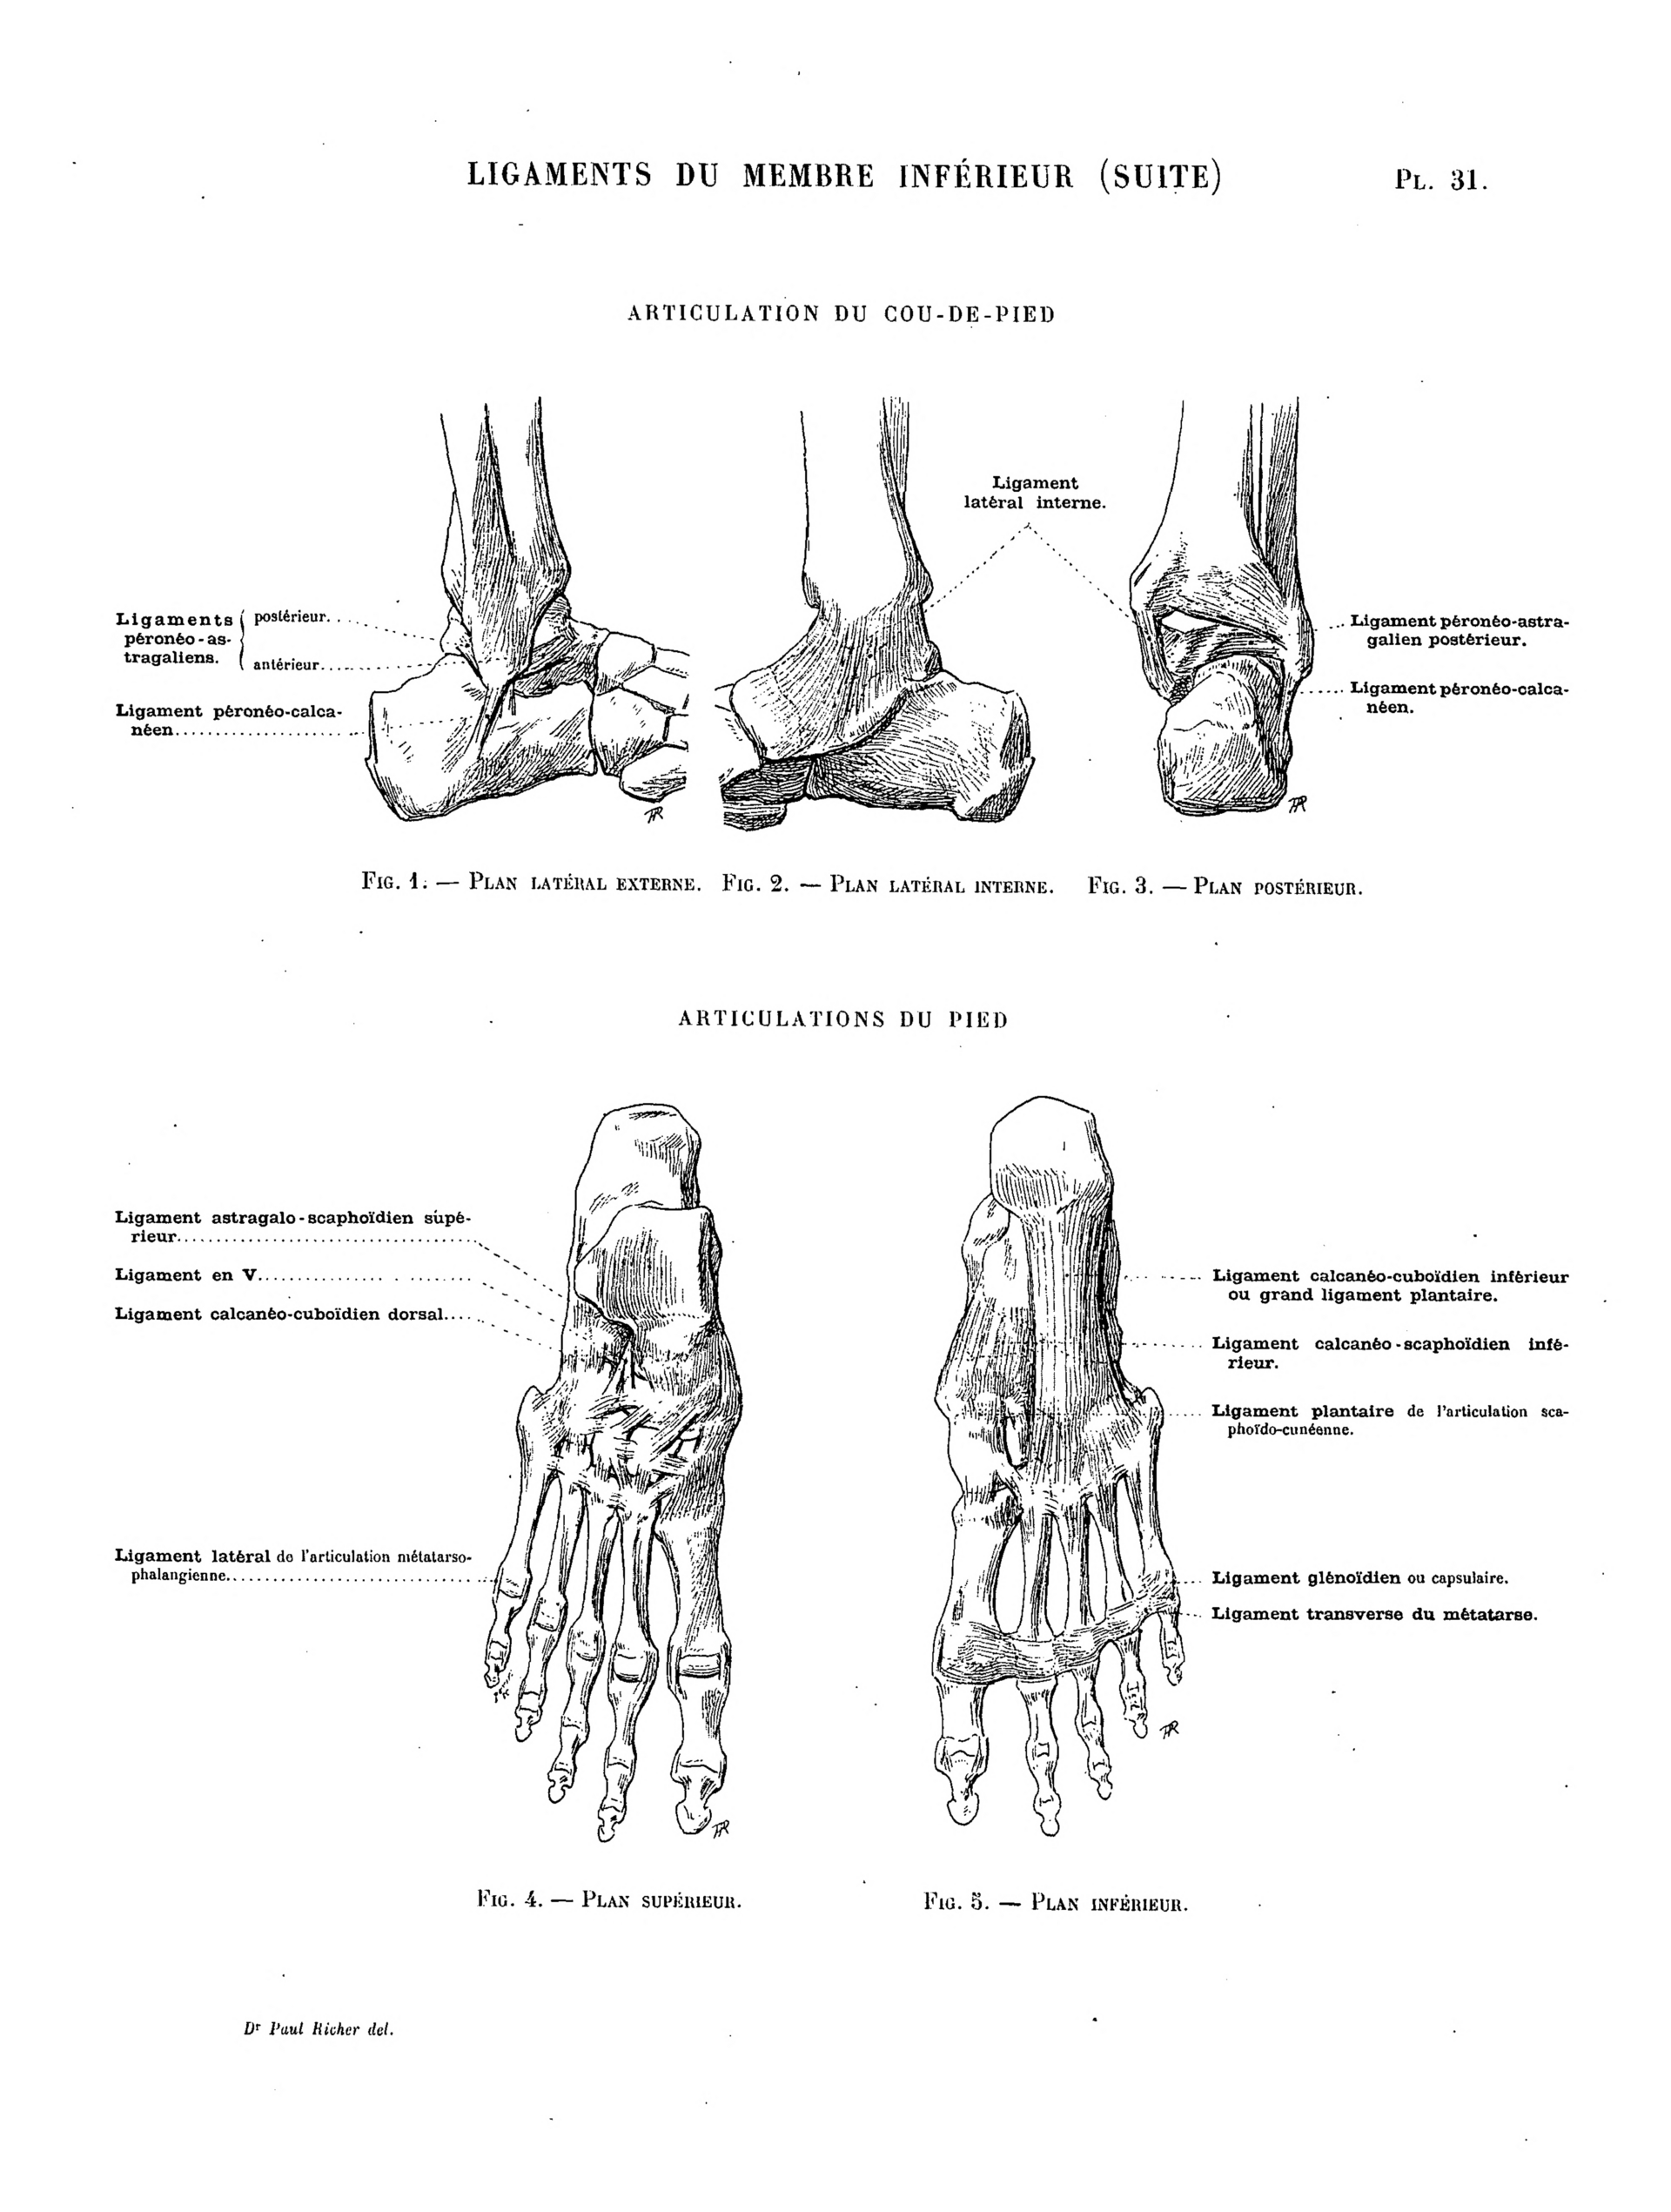 LIGAMENTS DU MEMBRE INFÉRIEUR (SUITE)
PL. 31.
ARTICULATION DU COU-DE-PIED
Ligament
latéral interne.
Ligaments
péronéo-as-
tragaliens.
postérieur...
antérieur.......
Ligament péronéo-calca-
néen.....................
Ligament péronéo-astra-
galien postérieur.
Ligament péronéo-calca-
néen.
FIG. 1. — PLAN LATÉRAL EXTERNE.
FIG. 2. — PLAN LATÉRAL INTERNE.
FIG. 3. — PLAN POSTÉRIEUR.
ARTICULATIONS DU PIED
Ligament astragalo-scaphoïdien supé-
rieur..................................
Ligament en V............................
Ligament calcanéo-cuboïdien dorsal.....
Ligament latéral de l'articulation métatarso-
phalangienne...............................
Ligament calcanéo-cuboïdien inférieur
ou grand ligament plantaire.
Ligament calcanéo-scaphoïdien infé-
rieur.
Ligament plantaire de l'articulation sca-
phoïdo-cunéenne.
Ligament glénoïdien ou capsulaire.
Ligament transverse du métatarse.
FIG. 4. — PLAN SUPÉRIEUR.
FIG. 5. — PLAN INFÉRIEUR.
Dr Paul Richer del.